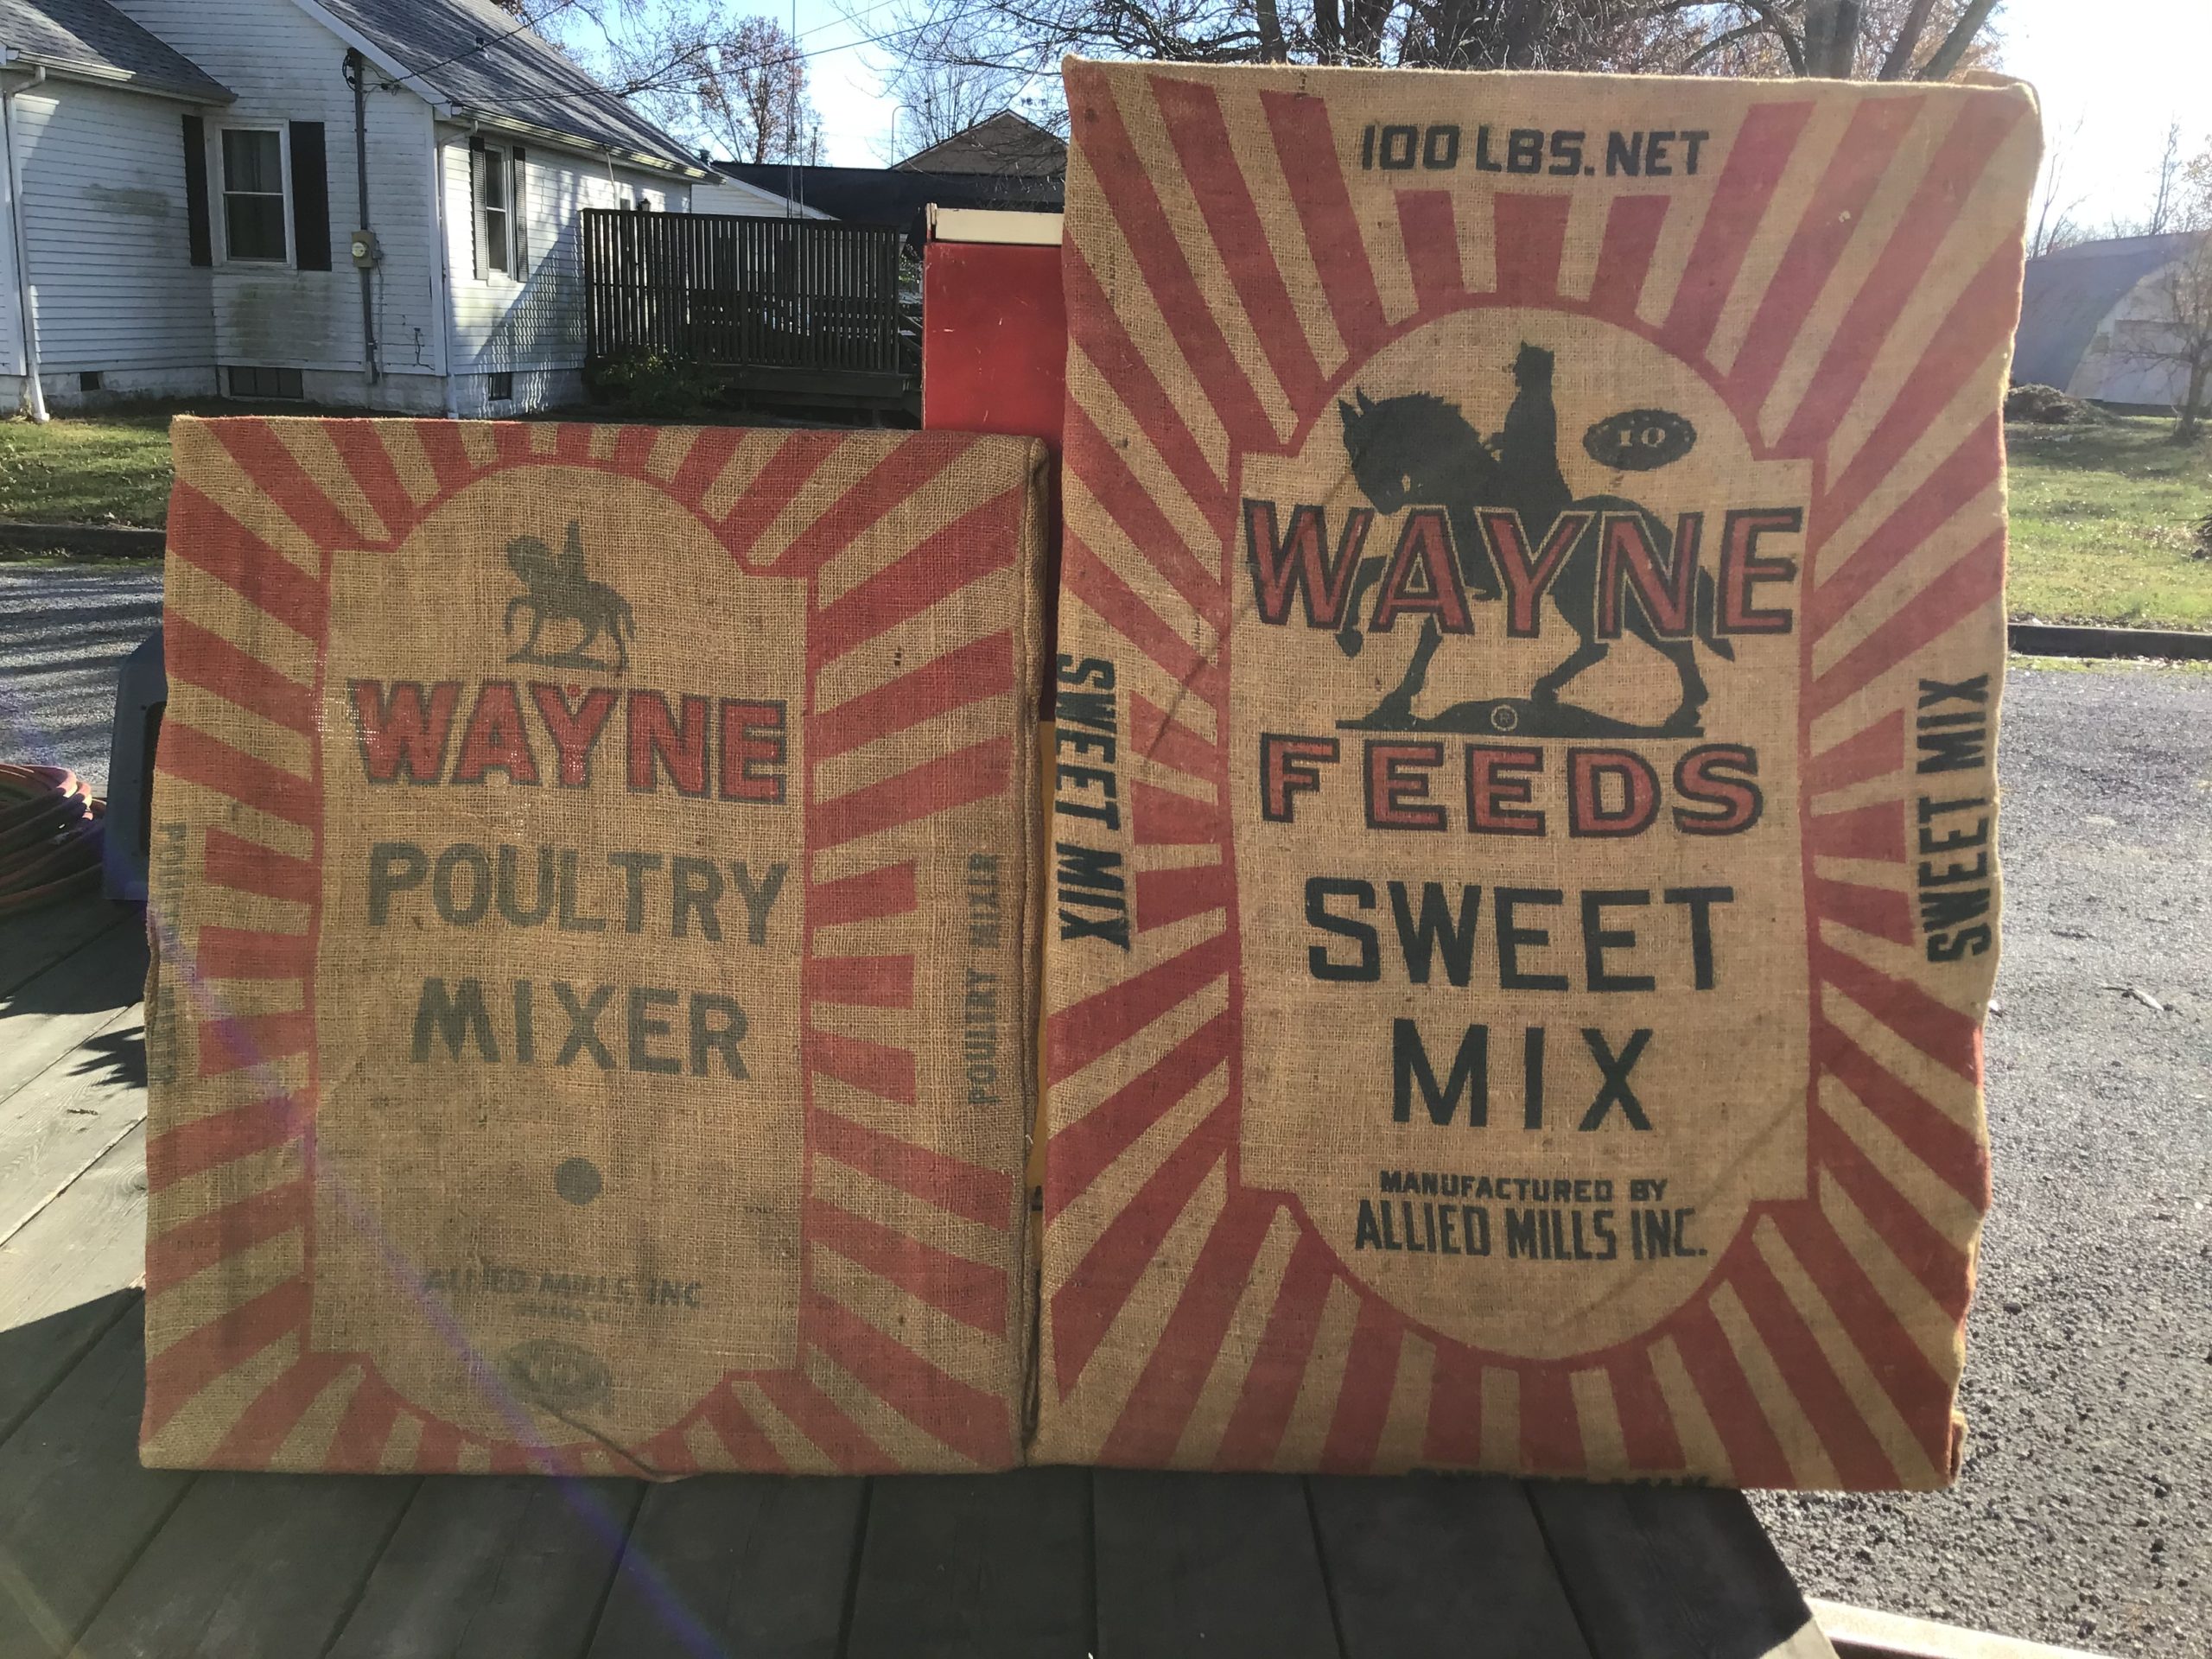 WAYNE
POULTRY
MIXER
ALLIED MILLS, INC.
POULTRY MIXER
100 LBS. NET
10
WAYNE
FEEDS
SWEET
MIX
MANUFACTURED BY
ALLIED MILLS INC.
SWEET MIX
SWEET MIX